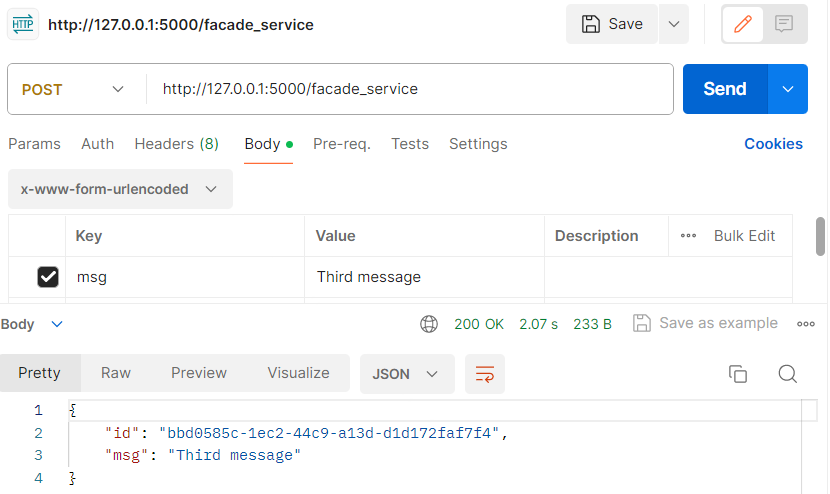 HTTP http://127.0.0.1:5000/facade_service Save
POST http://127.0.0.1:5000/facade_service Send
Params Auth Headers (8) Body Pre-req. Tests Settings Cookies
x-www-form-urlencoded
Key Value Description Bulk Edit
msg Third message
Body 200 OK 2.07 s 233 B Save as example
Pretty Raw Preview Visualize JSON
1 {
2 "id": "bbd0585c-1ec2-44c9-a13d-d1d172faf7f4",
3 "msg": "Third message"
4 }